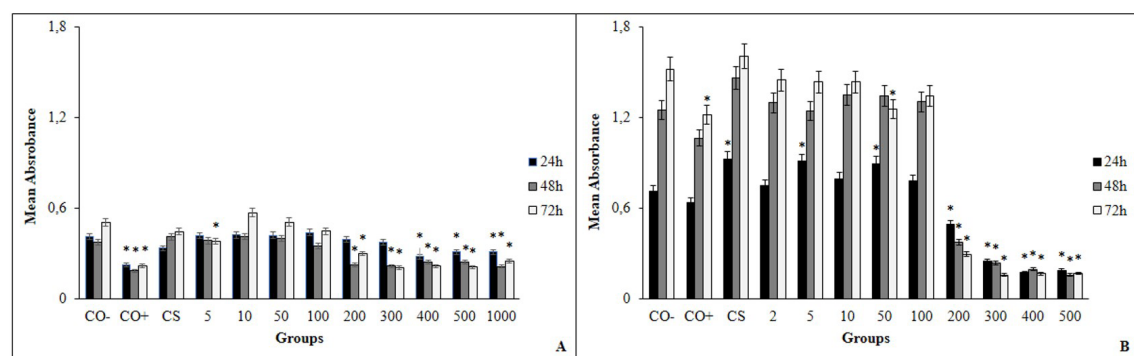 1,8
1,2
0,6
0
Mean Absrobance
* * *
*
* *
* *
* * *
* * *
* * *
CO- CO+ CS 5 10 50 100 200 300 400 500 1000
Groups
24h
48h
72h
A
1,8
1,2
0,6
0
Mean Absorbance
*
*
*
*
*
* * *
* * *
* * *
* * *
CO- CO+ CS 2 5 10 50 100 200 300 400 500
Groups
24h
48h
72h
B